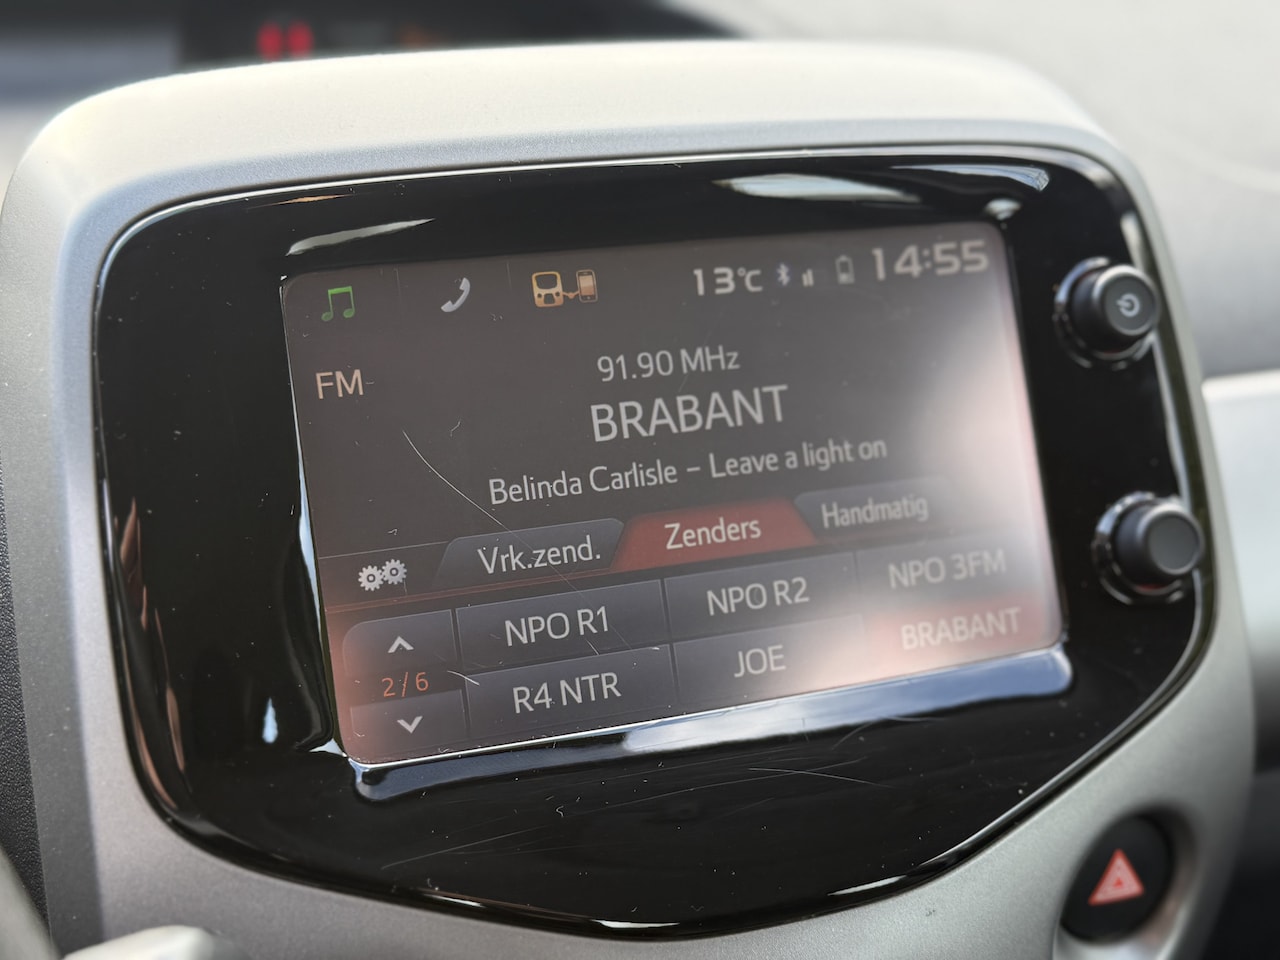 13°C 14:55
FM
91.90 MHz
BRABANT
Belinda Carlisle – Leave a light on
Vrk.zend. Zenders Handmatig
NPO R1 NPO R2 NPO 3FM
2/6
R4 NTR JOE BRABANT